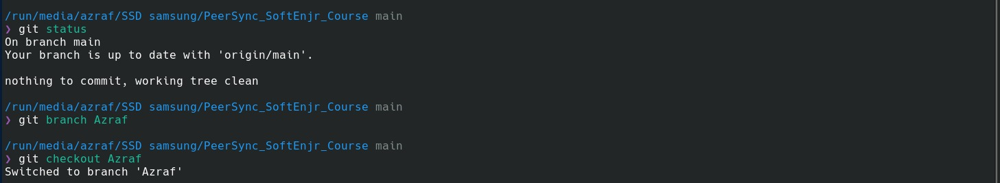 /run/media/azraf/SSD samsung/PeerSync_SoftEnjr_Course main
❯ git status
On branch main
Your branch is up to date with 'origin/main'.
nothing to commit, working tree clean
/run/media/azraf/SSD samsung/PeerSync_SoftEnjr_Course main
❯ git branch Azraf
/run/media/azraf/SSD samsung/PeerSync_SoftEnjr_Course main
❯ git checkout Azraf
Switched to branch 'Azraf'